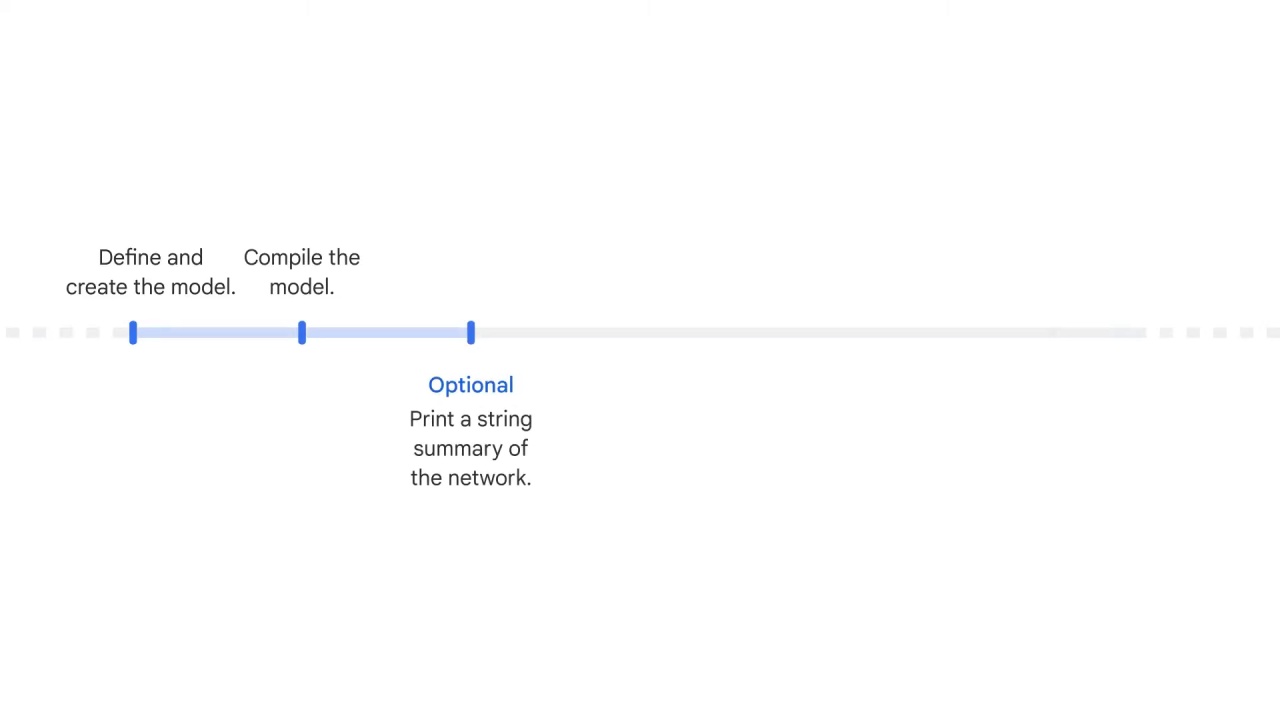 Define and
create the model.
Compile the
model.
Optional
Print a string
summary of
the network.